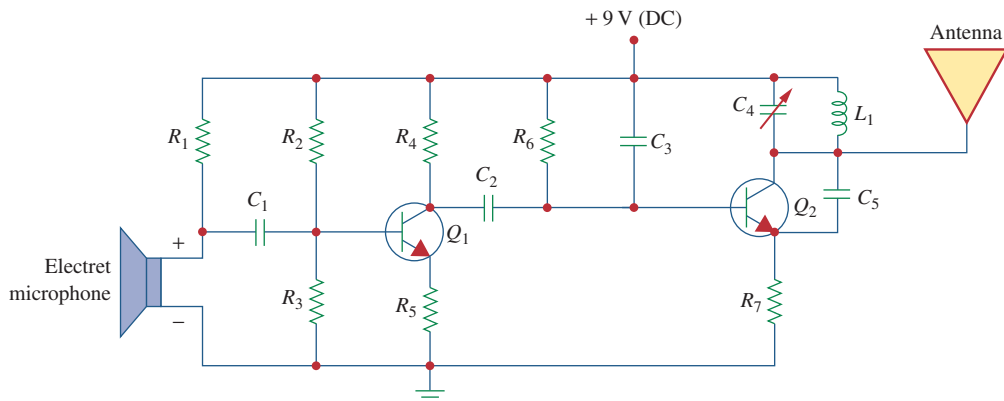 + 9 V (DC)
Antenna
R1
R2
R4
R6
C3
C4
L1
C1
C2
Q1
Q2
C5
+
Electret
microphone
−
R3
R5
R7